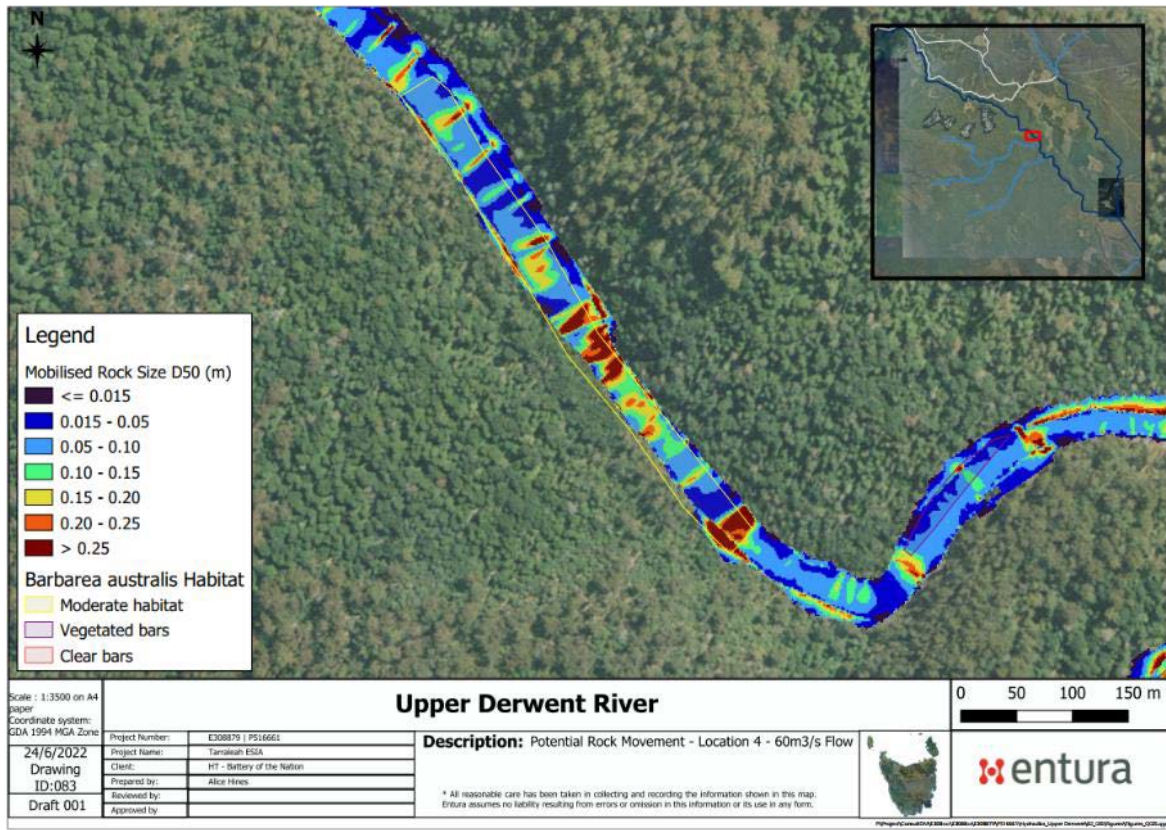 N
Legend
Mobilised Rock Size D50 (m)
<= 0.015
0.015 - 0.05
0.05 - 0.10
0.10 - 0.15
0.15 - 0.20
0.20 - 0.25
> 0.25
Barbarea australis Habitat
Moderate habitat
Vegetated bars
Clear bars
Scale : 1:3500 on A4
paper
Coordinate system:
GDA 1994 MGA Zone
24/6/2022
Drawing
ID:083
Draft 001
Upper Derwent River
Project Number: E308879 | P516661
Project Name: Tarraleah ESIA
Client: HT - Battery of the Nation
Prepared by: Alice Hines
Reviewed by:
Approved by
Description: Potential Rock Movement - Location 4 - 60m3/s Flow
* All reasonable care has been taken in collecting and recording the information shown in this map.
Entura assumes no liability resulting from errors or omission in this information or its use in any form.
0 50 100 150 m
entura